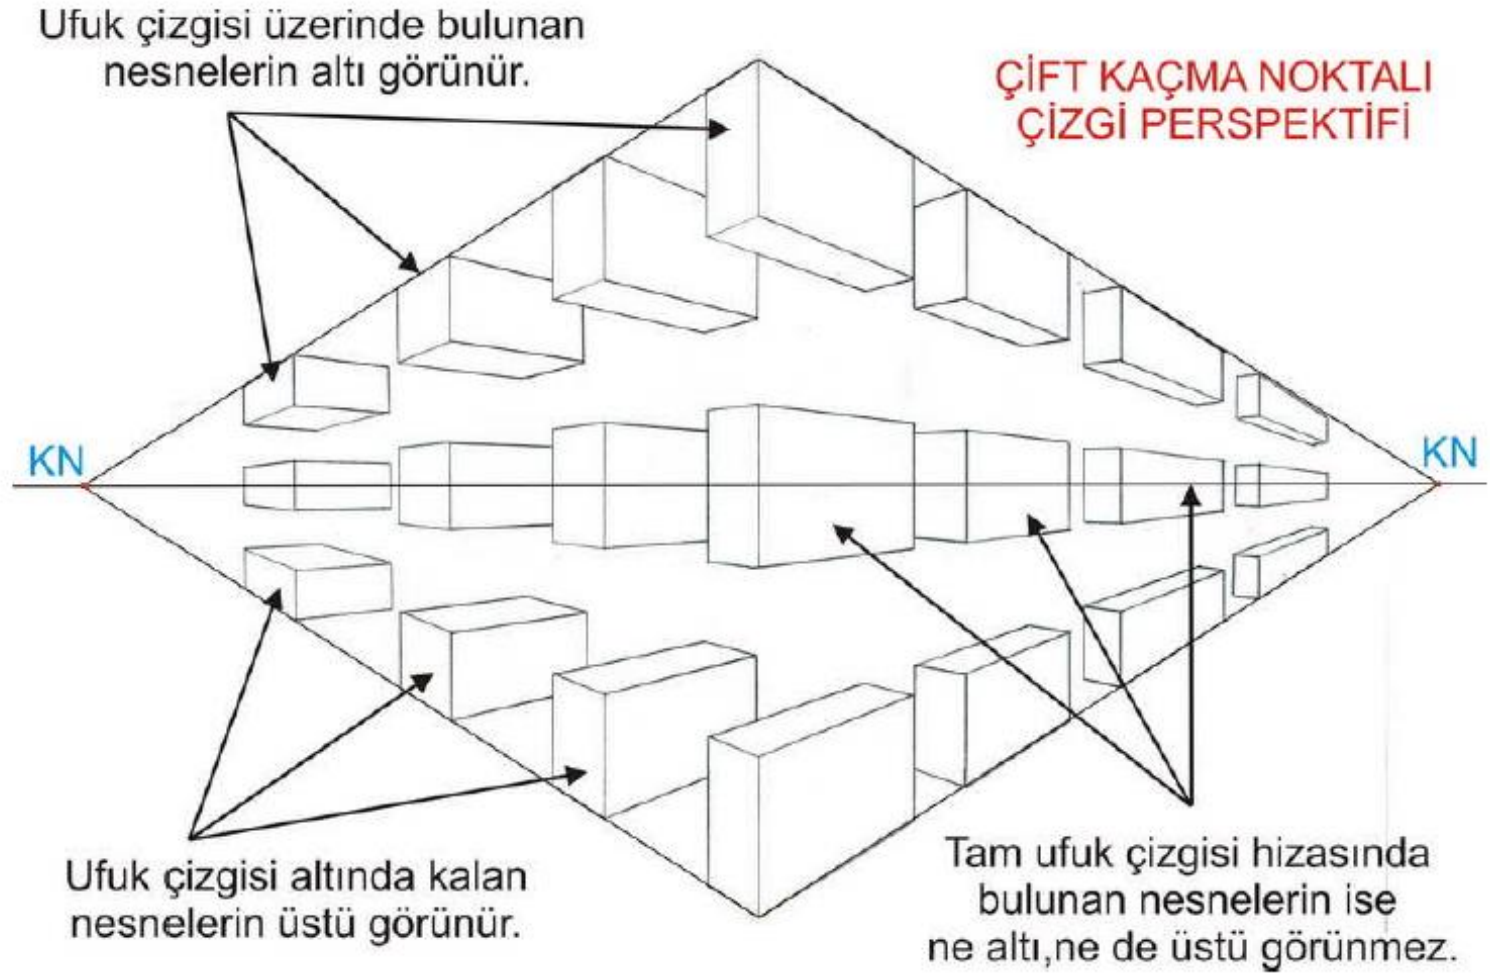 Ufuk çizgisi üzerinde bulunan
nesnelerin altı görünür.
ÇİFT KAÇMA NOKTALI
ÇİZGİ PERSPEKTİFİ
KN
KN
Ufuk çizgisi altında kalan
nesnelerin üstü görünür.
Tam ufuk çizgisi hizasında
bulunan nesnelerin ise
ne altı,ne de üstü görünmez.